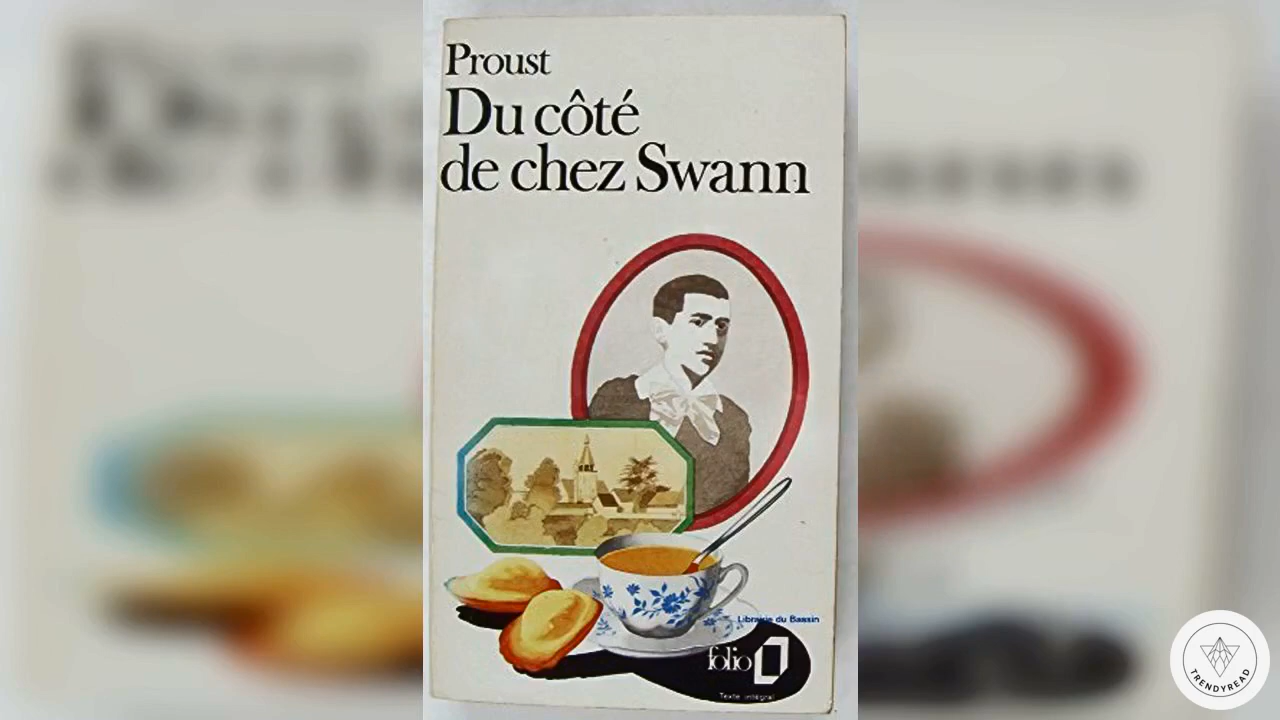 Proust
Du côté
de chez Swann
Librairie du Bassin
folio
Texte intégral
TRENDYREAD